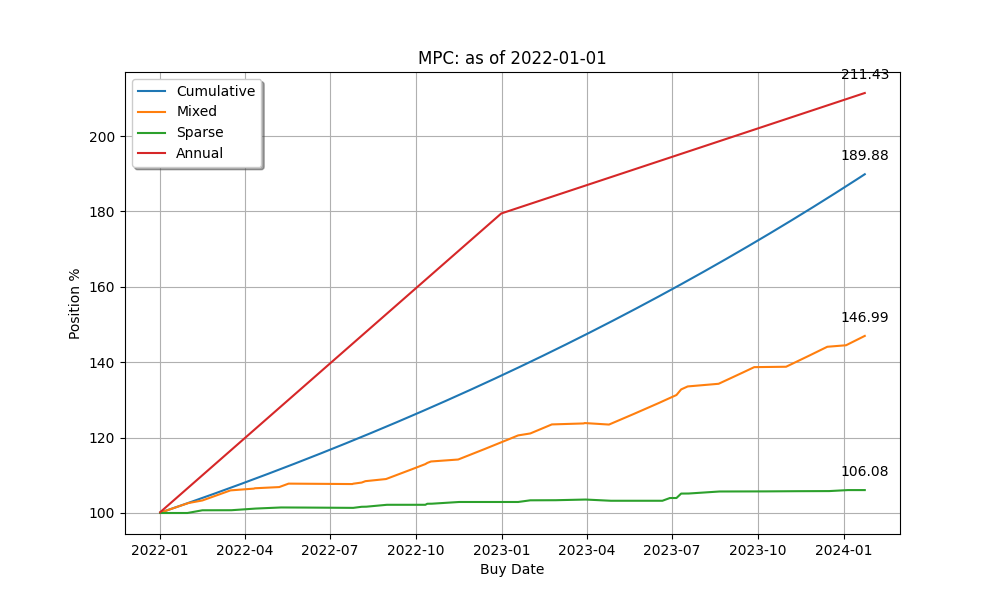 MPC: as of 2022-01-01
211.43
Cumulative
Mixed
Sparse
Annual
200
189.88
180
160
146.99
140
120
106.08
100
Position %
2022-01 2022-04 2022-07 2022-10 2023-01 2023-04 2023-07 2023-10 2024-01
Buy Date